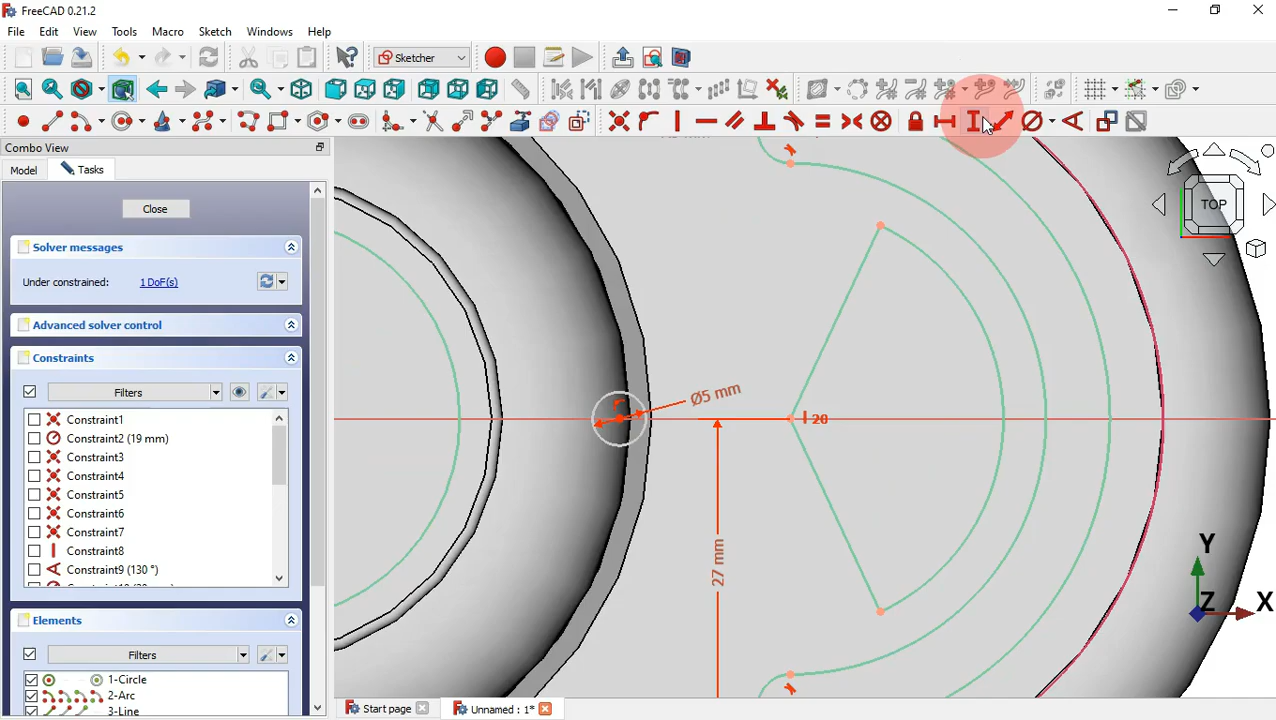 FreeCAD 0.21.2
File Edit View Tools Macro Sketch Windows Help
Sketcher
Combo View
Model Tasks
Close
Solver messages
Under constrained: 1 DoF(s)
Advanced solver control
Constraints
Filters
Constraint1
Constraint2 (19 mm)
Constraint3
Constraint4
Constraint5
Constraint6
Constraint7
Constraint8
Constraint9 (130 °)
Elements
Filters
1-Circle
2-Arc
3-Line
Ø5 mm
20
27 mm
TOP
Y
Z
X
Start page
Unnamed : 1*